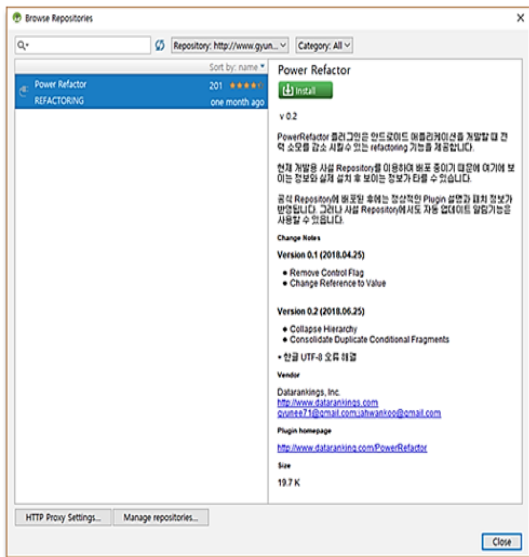 Browse Repositories
Repository: http://www.gyun...
Category: All
Sort by: name
Power Refactor
201
REFACTORING
one month ago
Power Refactor
Install
v 0.2
PowerRefactor 플러그인은 안드로이드 애플리케이션을 개발할 때 전
력 소모를 감소 시킬수 있는 refactoring 기능을 제공합니다.
현재 개발용 사설 Repository를 이용하여 배포 중이기 때문에 여기에 보
이는 정보와 실제 설치 후 보이는 정보가 다를 수 있습니다.
공식 Repository에 배포된 후에는 정상적인 Plugin 설명과 패치 정보가
반영됩니다. 그러나 사설 Repository에서도 자동 업데이트 알림기능은
사용할 수 있읍니다.
Change Notes
Version 0.1 (2018.04.25)
● Remove Control Flag
● Change Reference to Value
Version 0.2 (2018.06.25)
● Collapse Hierarchy
● Consolidate Duplicate Conditional Fragments
* 한글 UTF-8 오류 해결
Vendor
Datarankings, Inc.
http://www.datarankings.com
gyunee71@gmail.com;jahwankoo@gmail.com
Plugin homepage
http://www.dataranking.com/PowerRefactor
Size
19.7 K
HTTP Proxy Settings...
Manage repositories...
Close